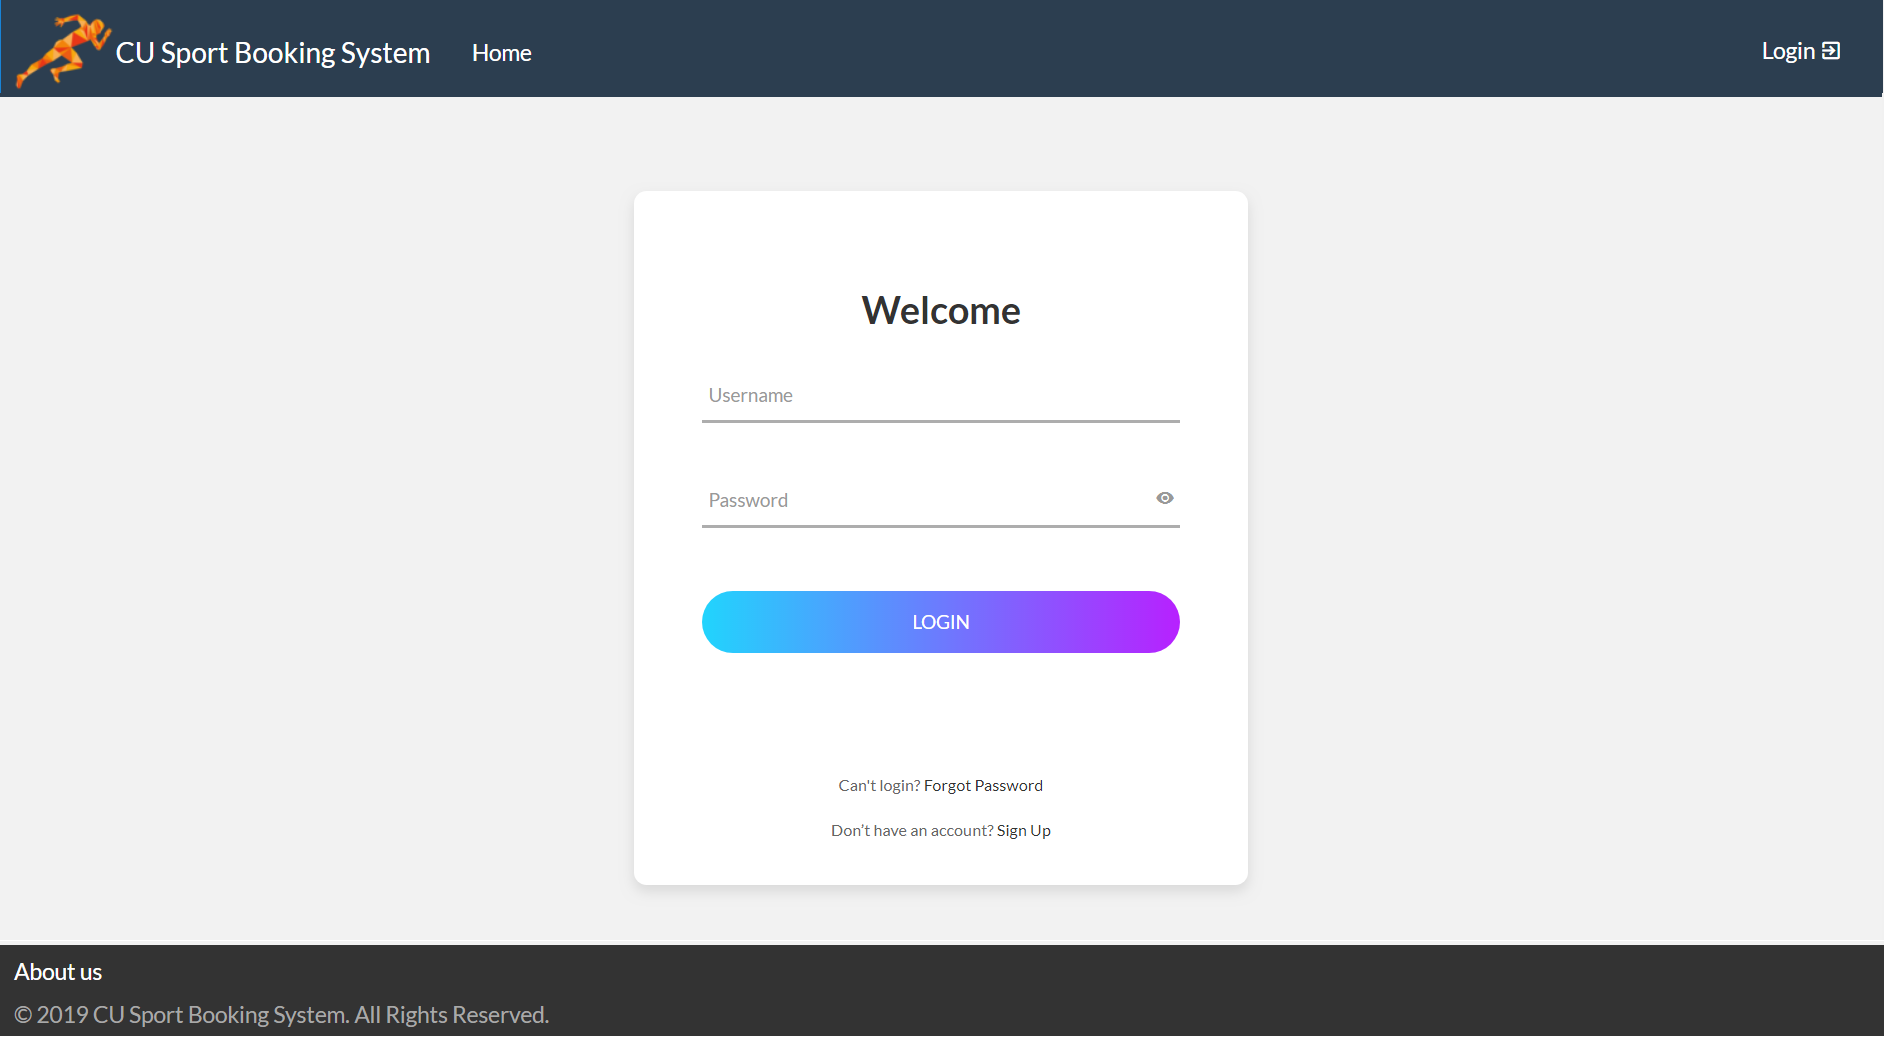 CU Sport Booking System
Home
Login
Welcome
Username
Password
LOGIN
Can't login? Forgot Password
Don’t have an account? Sign Up
About us
© 2019 CU Sport Booking System. All Rights Reserved.